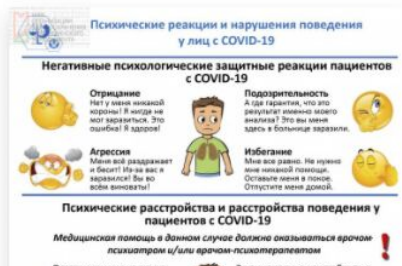 Психические реакции и нарушения поведения
у лиц с COVID-19
Негативные психологические защитные реакции пациентов
с COVID-19
Отрицание
Нет у меня никакой
короны! Я нигде не
мог заразиться. Это
ошибка! Я здоров!
Подозрительность
А где гарантия, что это
результат именно моего
анализа? Это вы меня
здесь в больнице заразили.
Агрессия
Меня всё раздражает
и бесит! Из-за вас я
заразился! Вы во
всём виноваты!
Избегание
Мне все равно. Не нужно
мне никакой помощи.
Оставьте меня в покое.
Отпустите меня домой.
Психические расстройства и расстройства поведения у
пациентов с COVID-19
Медицинская помощь в данном случае должна оказываться врачом-
психиатром и/или врачом-психотерапевтом
!